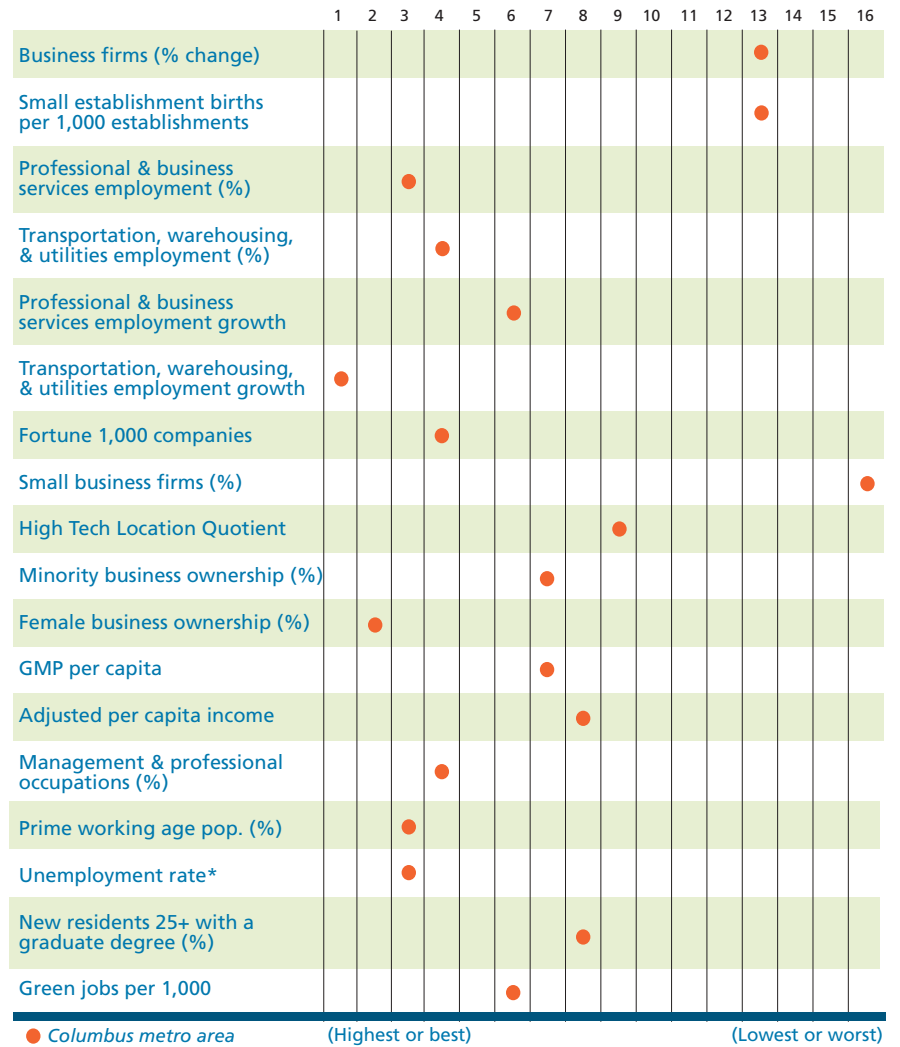 1 2 3 4 5 6 7 8 9 10 11 12 13 14 15 16
Business firms (% change)
Small establishment births
per 1,000 establishments
Professional & business
services employment (%)
Transportation, warehousing,
& utilities employment (%)
Professional & business
services employment growth
Transportation, warehousing,
& utilities employment growth
Fortune 1,000 companies
Small business firms (%)
High Tech Location Quotient
Minority business ownership (%)
Female business ownership (%)
GMP per capita
Adjusted per capita income
Management & professional
occupations (%)
Prime working age pop. (%)
Unemployment rate*
New residents 25+ with a
graduate degree (%)
Green jobs per 1,000
Columbus metro area (Highest or best) (Lowest or worst)